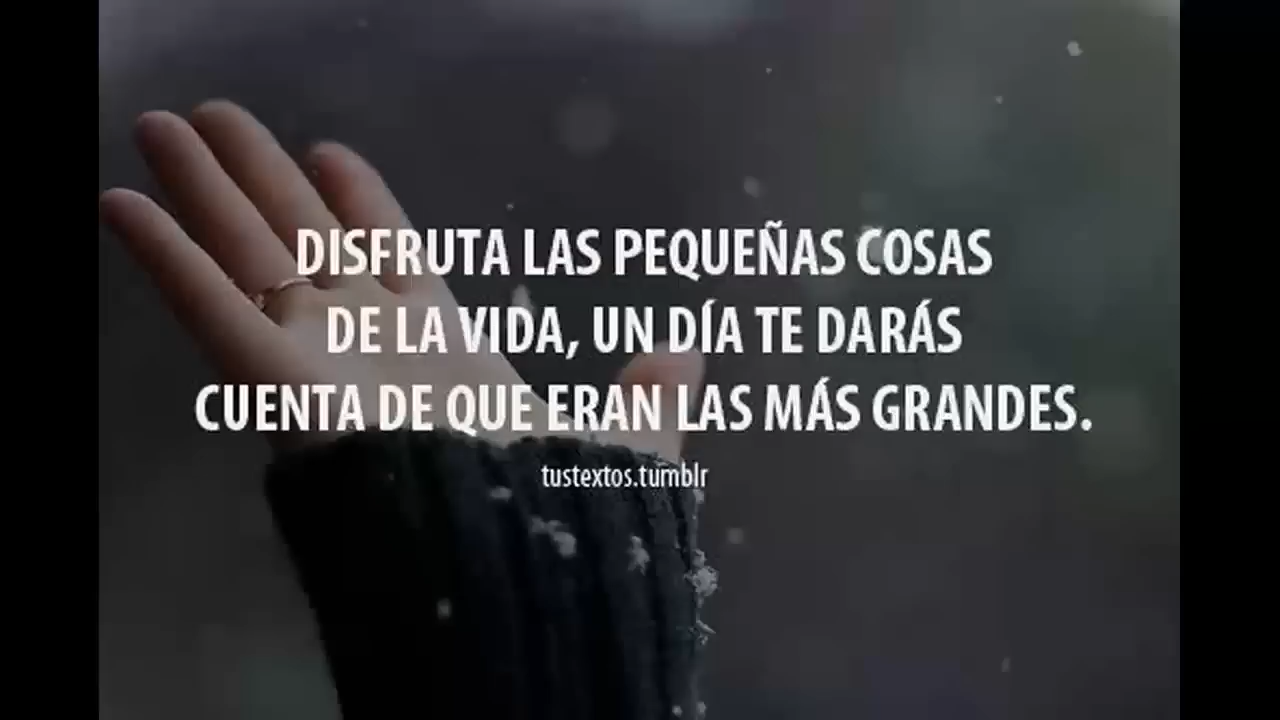 DISFRUTA LAS PEQUEÑAS COSAS
DE LA VIDA, UN DÍA TE DARÁS
CUENTA DE QUE ERAN LAS MÁS GRANDES.
tustextos.tumblr